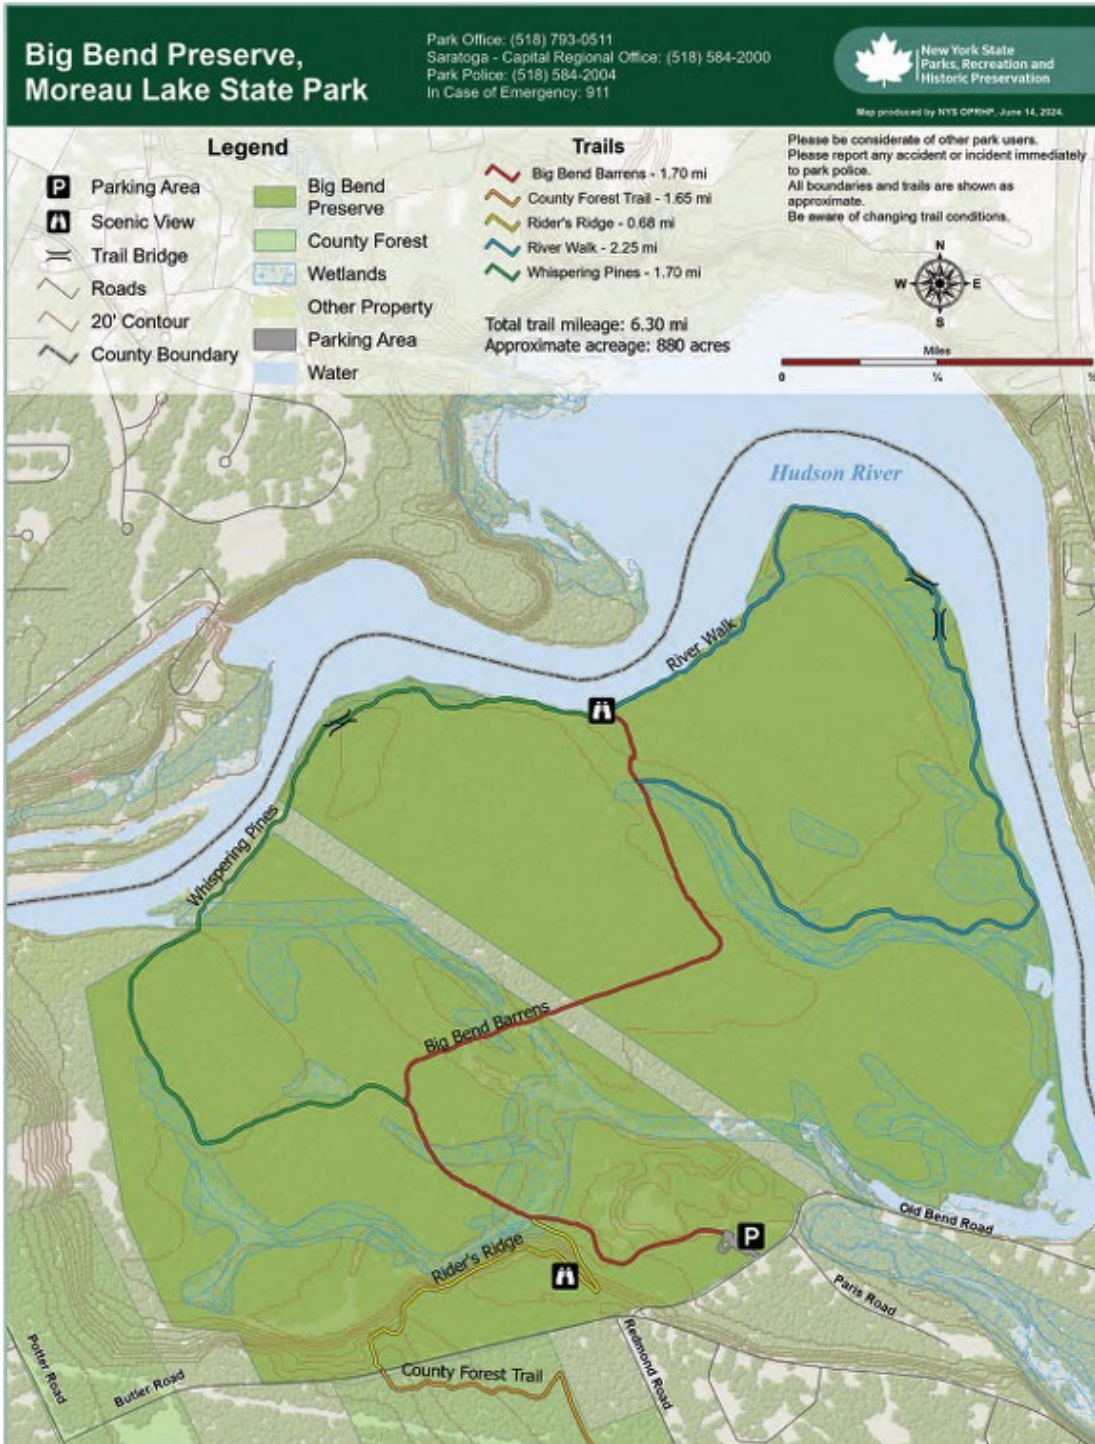 Big Bend Preserve,
Moreau Lake State Park
Park Office: (518) 793-0511
Saratoga - Capital Regional Office: (518) 584-2000
Park Police: (518) 584-2004
In Case of Emergency: 911
New York State
Parks, Recreation and
Historic Preservation
Map produced by NYS OPRHP, June 14, 2024.
Legend
P Parking Area
Scenic View
Trail Bridge
Roads
20' Contour
County Boundary
Big Bend
Preserve
County Forest
Wetlands
Other Property
Parking Area
Water
Trails
Big Bend Barrens - 1.70 mi
County Forest Trail - 1.65 mi
Rider's Ridge - 0.68 mi
River Walk - 2.25 mi
Whispering Pines - 1.70 mi
Total trail mileage: 6.30 mi
Approximate acreage: 880 acres
Please be considerate of other park users.
Please report any accident or incident immediately
to park police.
All boundaries and trails are shown as
approximate.
Be aware of changing trail conditions.
N
W E
S
Miles
0 ¼
Hudson River
River Walk
Whispering Pines
Big Bend Barrens
Old Bend Road
P
Rider's Ridge
Paris Road
Redmond Road
County Forest Trail
Butler Road
Potter Road